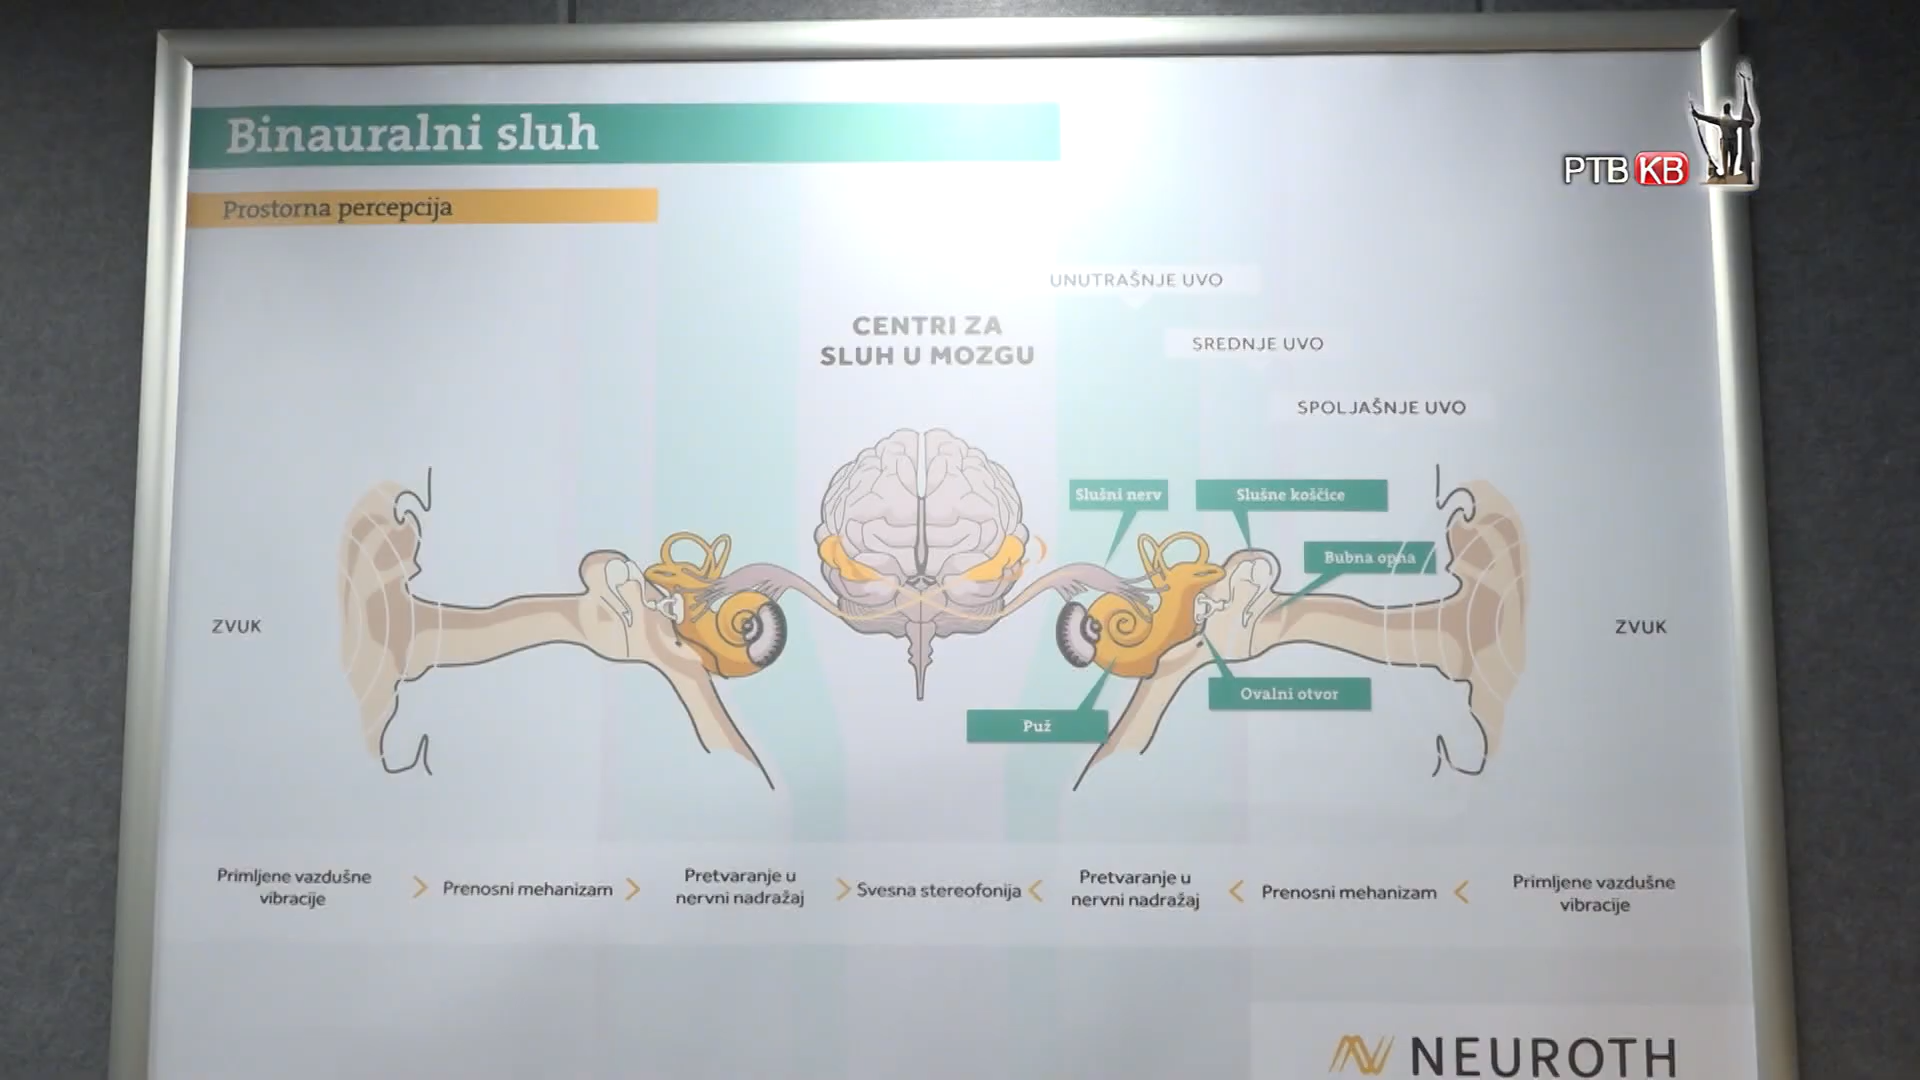 Binauralni sluh
РТВ КВ
Prostorna percepcija
UNUTRAŠNJE UVO
CENTRI ZA
SLUH U MOZGU
SREDNJE UVO
SPOLJAŠNJE UVO
Slušni nerv
Slušne koščice
Bubna opna
ZVUK
ZVUK
Ovalni otvor
Puž
Primljene vazdušne
vibracije
Prenosni mehanizam
Pretvaranje u
nervni nadražaj
Svesna stereofonija
Pretvaranje u
nervni nadražaj
Prenosni mehanizam
Primljene vazdušne
vibracije
NEUROTH